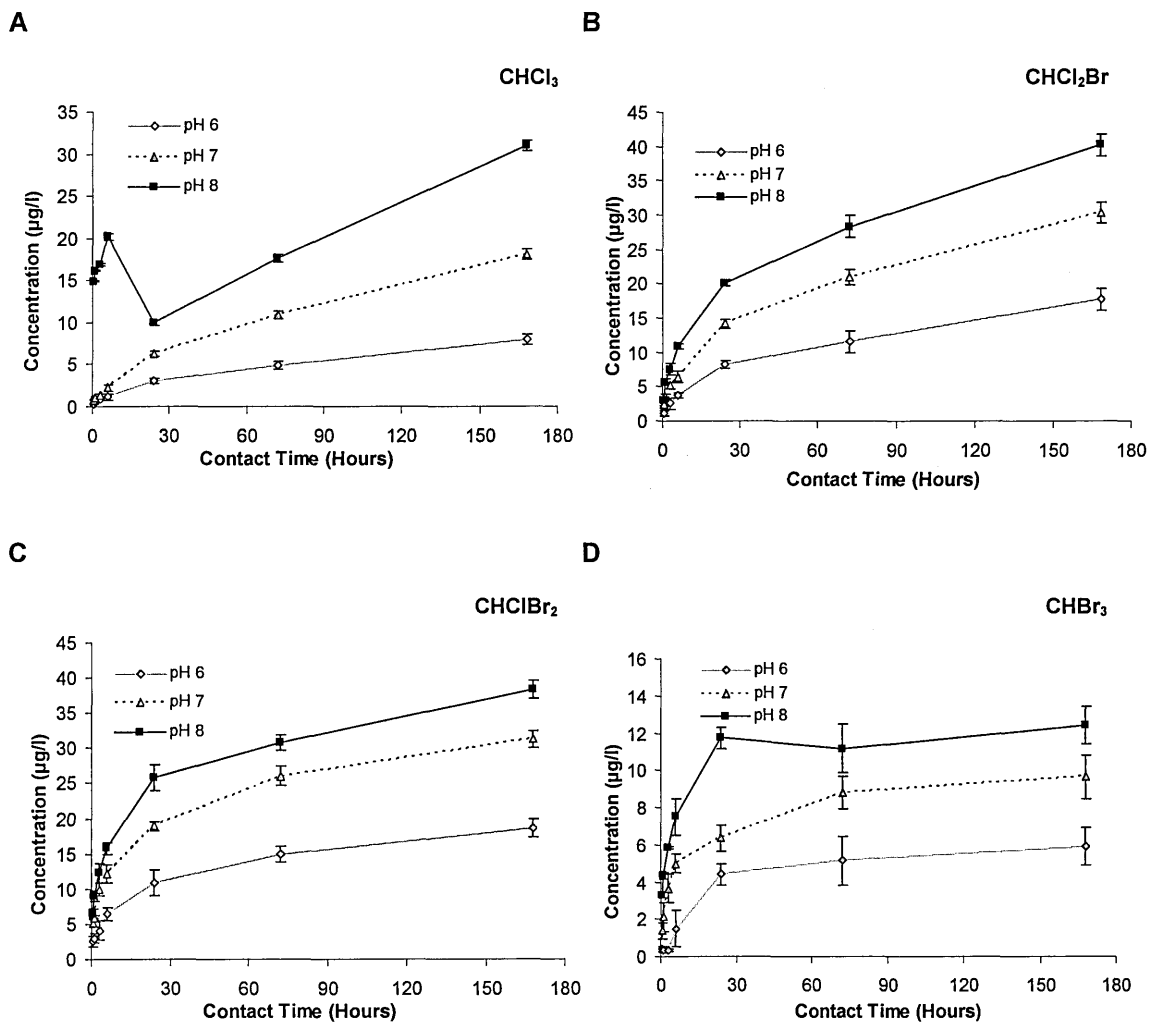 A
CHCl₃
Concentration (µg/l)
35
30
25
20
15
10
5
0
pH 6
pH 7
pH 8
0 30 60 90 120 150 180
Contact Time (Hours)
B
CHCl₂Br
Concentration (µg/l)
45
40
35
30
25
20
15
10
5
0
pH 6
pH 7
pH 8
0 30 60 90 120 150 180
Contact Time (Hours)
C
CHClBr₂
Concentration (µg/l)
45
40
35
30
25
20
15
10
5
0
pH 6
pH 7
pH 8
0 30 60 90 120 150 180
Contact Time (Hours)
D
CHBr₃
Concentration (µg/l)
16
14
12
10
8
6
4
2
0
pH 6
pH 7
pH 8
0 30 60 90 120 150 180
Contact Time (Hours)